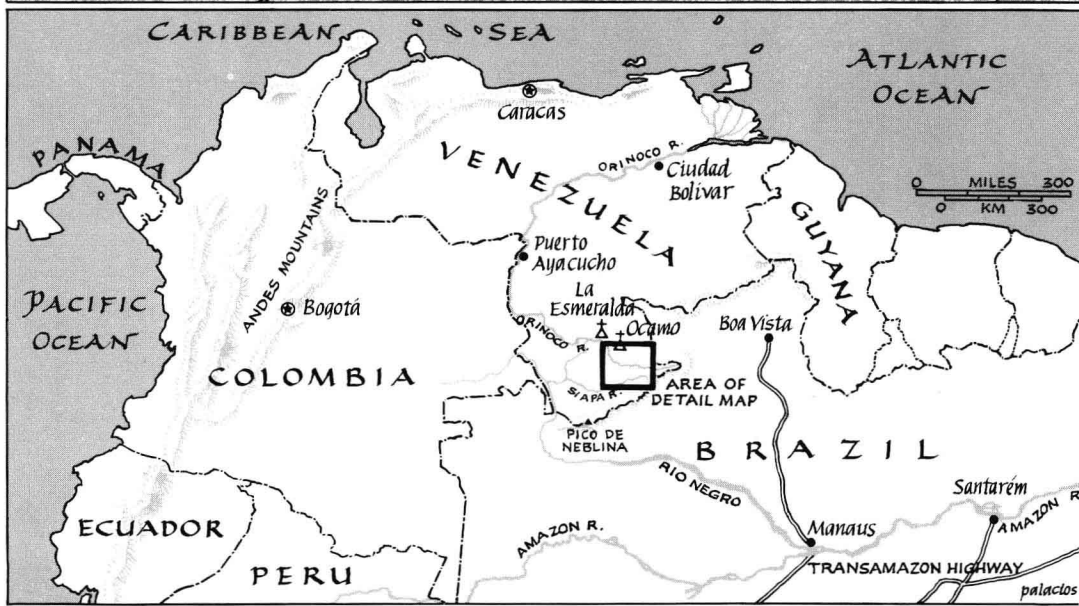 CARIBBEAN SEA
ATLANTIC
OCEAN
Caracas
PANAMA
VENEZUELA
ORINOCO R.
Ciudad
Bolivar
MILES 300
0
0 KM 300
GUYANA
ANDES MOUNTAINS
Puerto
Ayacucho
PACIFIC
OCEAN
Bogotá
La
Esmeralda
Ocamo
Boa Vista
ORINOCO R.
COLOMBIA
SIAPA R.
AREA OF
DETAIL MAP
PICO DE
NEBLINA
BRAZIL
RIO NEGRO
Santarém
AMAZON R.
ECUADOR
AMAZON R.
Manaus
PERU
TRANSAMAZON HIGHWAY
palacios